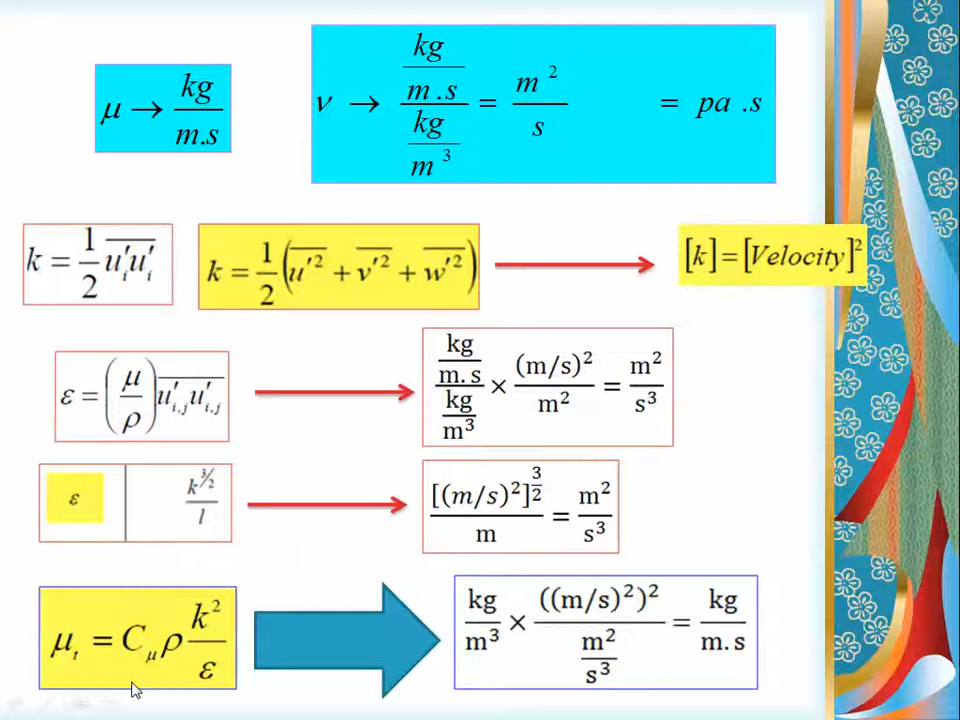 μ → kg/m.s
ν → (kg/m.s)/(kg/m³) = m²/s = pa.s
k = 1/2 u′ᵢu′ᵢ
k = 1/2 (u′² + v′² + w′²)
[k] = [Velocity]²
ε = (μ/ρ) u′ᵢ,ⱼu′ᵢ,ⱼ
(kg/m.s)/(kg/m³) × (m/s)²/m² = m²/s³
ε k^3/2/l
[(m/s)²]^3/2/m = m²/s³
μₜ = C_μ ρ k²/ε
kg/m³ × ((m/s)²)²/(m²/s³) = kg/m.s